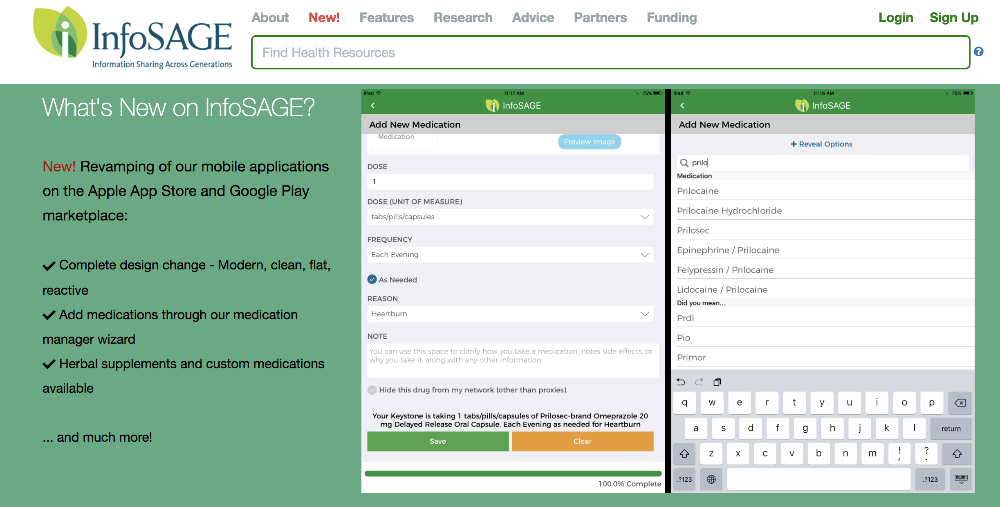 InfoSAGE
Information Sharing Across Generations
About New! Features Research Advice Partners Funding
Login Sign Up
Find Health Resources
?
What's New on InfoSAGE?
New! Revamping of our mobile applications
on the Apple App Store and Google Play
marketplace:
Complete design change - Modern, clean, flat,
reactive
Add medications through our medication
manager wizard
Herbal supplements and custom medications
available
... and much more!
iPad 11:17 AM 75%
InfoSAGE
Add New Medication
Medication
Preview Image
DOSE
1
DOSE (UNIT OF MEASURE)
tabs/pills/capsules
FREQUENCY
Each Evening
As Needed
REASON
Heartburn
NOTE
You can use this space to clarify how you take a medication, notes side effects, or
why you take it, along with any other information.
Hide this drug from my network (other than proxies).
Your Keystone is taking 1 tabs/pills/capsules of Prilosec-brand Omeprazole 20
mg Delayed Release Oral Capsule, Each Evening as needed for Heartburn
Save Clear
100.0% Complete
iPad 11:16 AM 75%
InfoSAGE
Add New Medication
+ Reveal Options
prilo
Medication
Prilocaine
Prilocaine Hydrochloride
Prilosec
Epinephrine / Prilocaine
Felypressin / Prilocaine
Lidocaine / Prilocaine
Did you mean...
Prdl
Pio
Primor
q w e r t y u i o p
a s d f g h j k l return
z x c v b n m ! , ? .
.?123 .?123